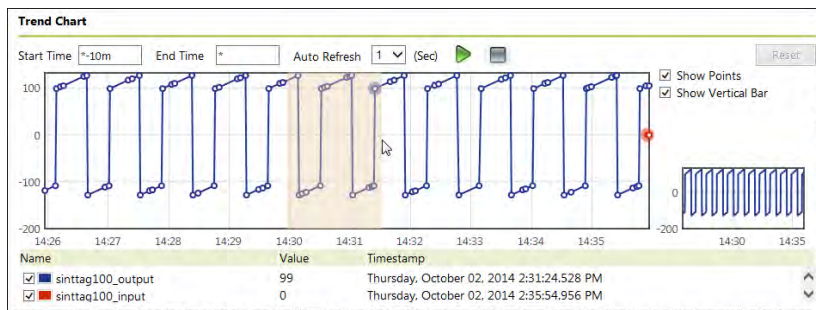 Trend Chart
Start Time *-10m End Time * Auto Refresh 1 (Sec) Reset
Show Points
Show Vertical Bar
100
0
-100
-200
14:26 14:27 14:28 14:29 14:30 14:31 14:32 14:33 14:34 14:35
0
-200
14:30 14:35
Name Value Timestamp
sinttag100_output 99 Thursday, October 02, 2014 2:31:24.528 PM
sinttag100_input 0 Thursday, October 02, 2014 2:35:54.956 PM